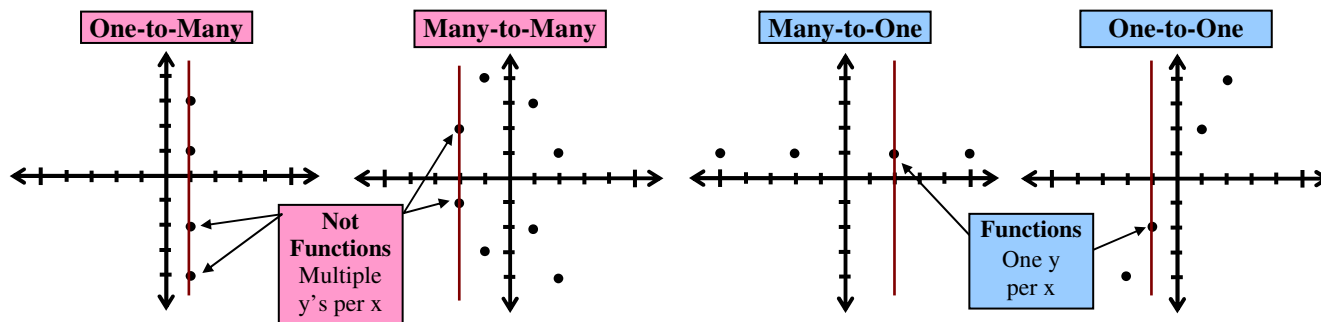 One-to-Many
Many-to-Many
Many-to-One
One-to-One
Not
Functions
Multiple
y's per x
Functions
One y
per x